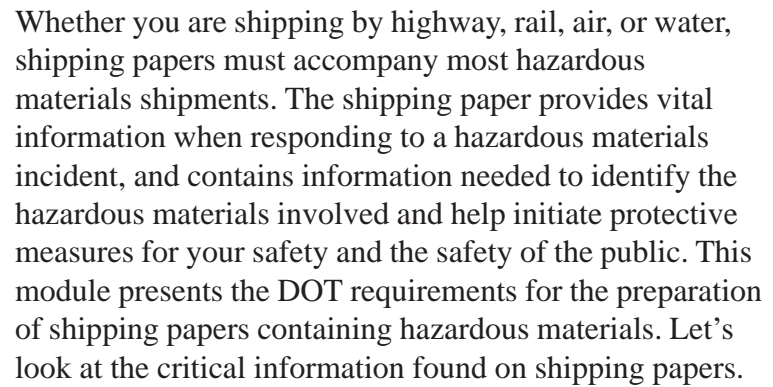 Whether you are shipping by highway, rail, air, or water,
shipping papers must accompany most hazardous
materials shipments. The shipping paper provides vital
information when responding to a hazardous materials
incident, and contains information needed to identify the
hazardous materials involved and help initiate protective
measures for your safety and the safety of the public. This
module presents the DOT requirements for the preparation
of shipping papers containing hazardous materials. Let’s
look at the critical information found on shipping papers.